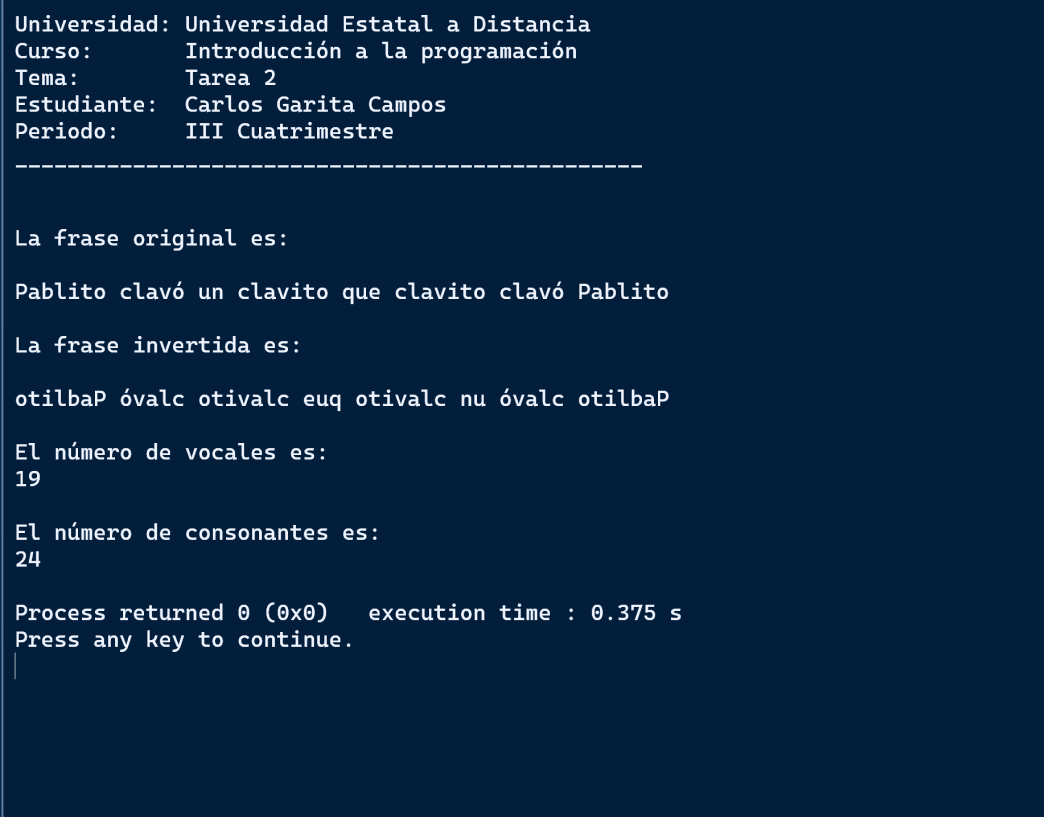 Universidad: Universidad Estatal a Distancia
Curso:       Introducción a la programación
Tema:        Tarea 2
Estudiante:  Carlos Garita Campos
Periodo:     III Cuatrimestre
------------------------------------------------
La frase original es:
Pablito clavó un clavito que clavito clavó Pablito
La frase invertida es:
otilbaP óvalc otivalc euq otivalc nu óvalc otilbaP
El número de vocales es:
19
El número de consonantes es:
24
Process returned 0 (0x0)   execution time : 0.375 s
Press any key to continue.